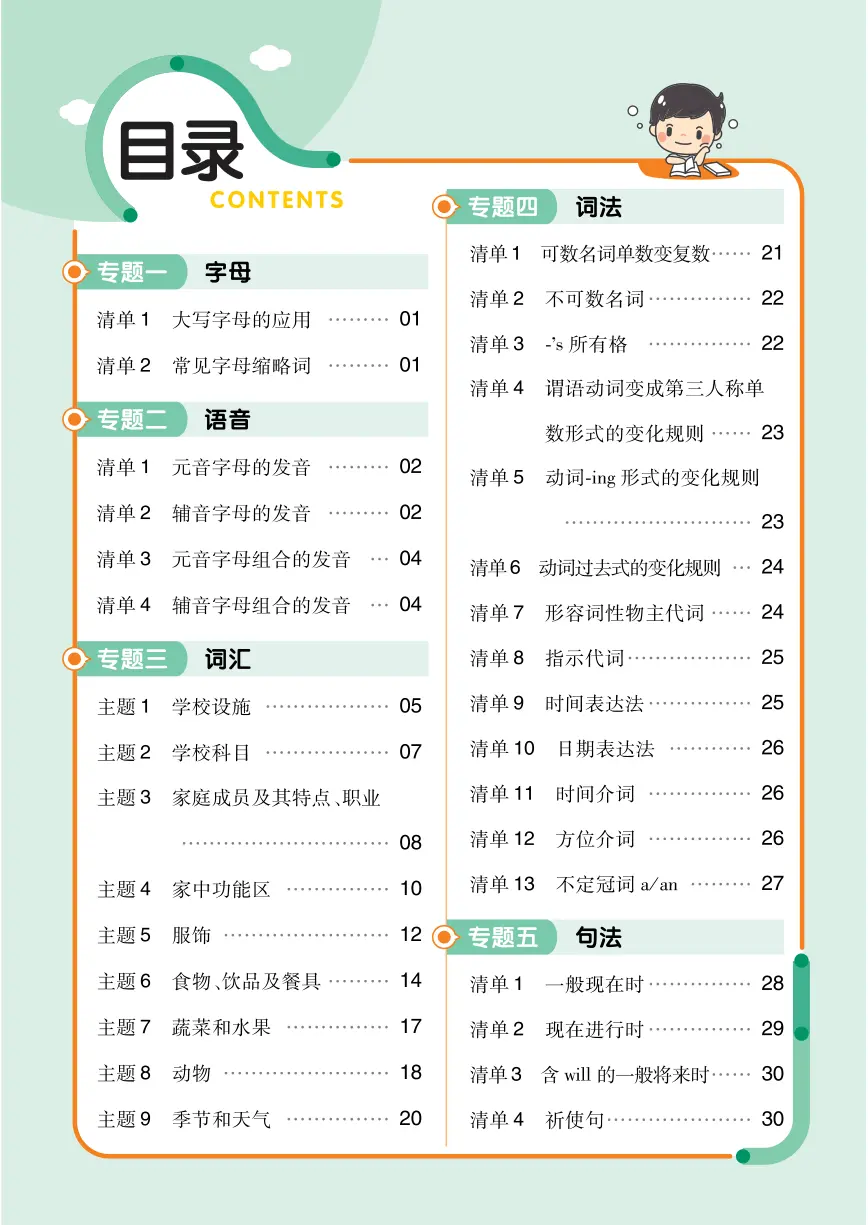 目录
CONTENTS
专题一 字母
清单1 大写字母的应用 ……… 01
清单2 常见字母缩略词 ……… 01
专题二 语音
清单1 元音字母的发音 ……… 02
清单2 辅音字母的发音 ……… 02
清单3 元音字母组合的发音 … 04
清单4 辅音字母组合的发音 … 04
专题三 词汇
主题1 学校设施 ……………… 05
主题2 学校科目 ……………… 07
主题3 家庭成员及其特点、职业
………………………… 08
主题4 家中功能区 …………… 10
主题5 服饰 …………………… 12
主题6 食物、饮品及餐具 ……… 14
主题7 蔬菜和水果 …………… 17
主题8 动物 …………………… 18
主题9 季节和天气 …………… 20
专题四 词法
清单1 可数名词单数变复数 …… 21
清单2 不可数名词 …………… 22
清单3 -'s 所有格 …………… 22
清单4 谓语动词变成第三人称单
数形式的变化规则 …… 23
清单5 动词-ing 形式的变化规则
……………………… 23
清单6 动词过去式的变化规则 … 24
清单7 形容词性物主代词 …… 24
清单8 指示代词 ……………… 25
清单9 时间表达法 …………… 25
清单10 日期表达法 ………… 26
清单11 时间介词 …………… 26
清单12 方位介词 …………… 26
清单13 不定冠词 a/an ……… 27
专题五 句法
清单1 一般现在时 …………… 28
清单2 现在进行时 …………… 29
清单3 含 will 的一般将来时 …… 30
清单4 祈使句 ………………… 30